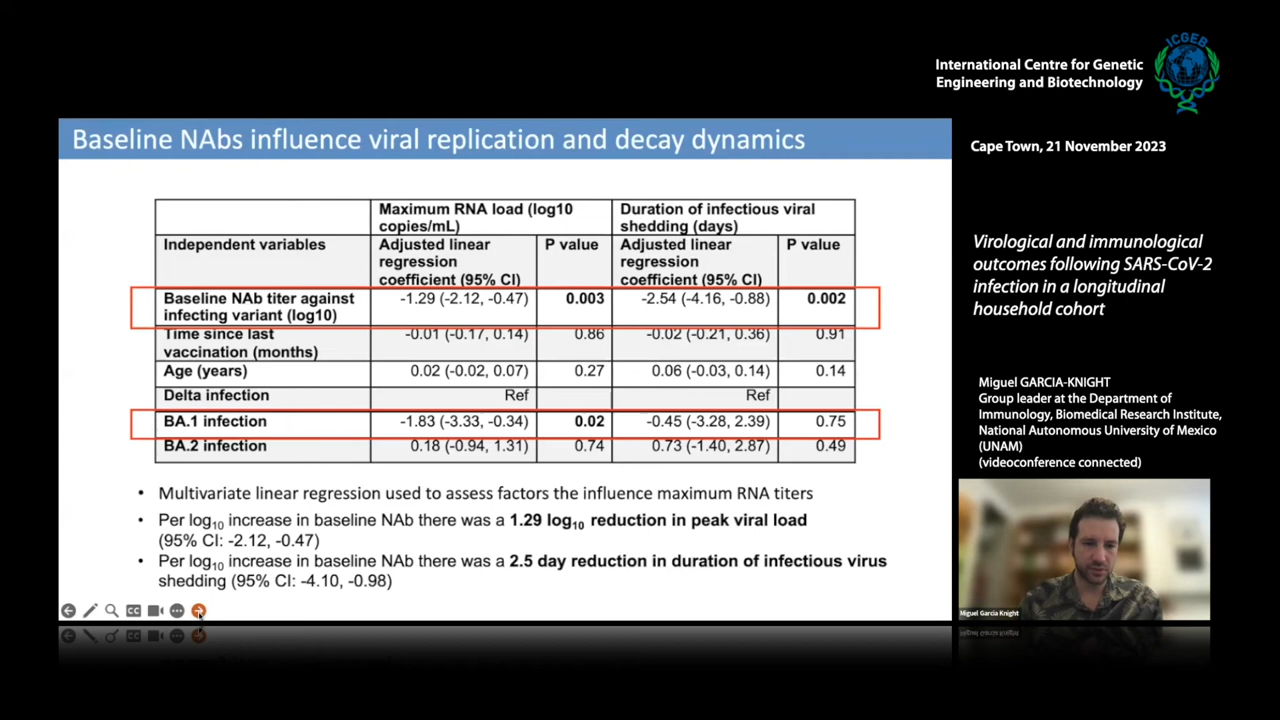 ICGEB
International Centre for Genetic
Engineering and Biotechnology
Baseline NAbs influence viral replication and decay dynamics
Cape Town, 21 November 2023
Maximum RNA load (log10 copies/mL)
Duration of infectious viral shedding (days)
Independent variables
Adjusted linear regression coefficient (95% CI)
P value
Adjusted linear regression coefficient (95% CI)
P value
Baseline NAb titer against infecting variant (log10)
-1.29 (-2.12, -0.47)
0.003
-2.54 (-4.16, -0.88)
0.002
Time since last vaccination (months)
-0.01 (-0.17, 0.14)
0.86
-0.02 (-0.21, 0.36)
0.91
Age (years)
0.02 (-0.02, 0.07)
0.27
0.06 (-0.03, 0.14)
0.14
Delta infection
Ref
Ref
BA.1 infection
-1.83 (-3.33, -0.34)
0.02
-0.45 (-3.28, 2.39)
0.75
BA.2 infection
0.18 (-0.94, 1.31)
0.74
0.73 (-1.40, 2.87)
0.49
• Multivariate linear regression used to assess factors the influence maximum RNA titers
• Per log10 increase in baseline NAb there was a 1.29 log10 reduction in peak viral load
(95% CI: -2.12, -0.47)
• Per log10 increase in baseline NAb there was a 2.5 day reduction in duration of infectious virus
shedding (95% CI: -4.10, -0.98)
CC
Virological and immunological
outcomes following SARS-CoV-2
infection in a longitudinal
household cohort
Miguel GARCIA-KNIGHT
Group leader at the Department of
Immunology, Biomedical Research Institute,
National Autonomous University of Mexico
(UNAM)
(videoconference connected)
Miguel Garcia Knight